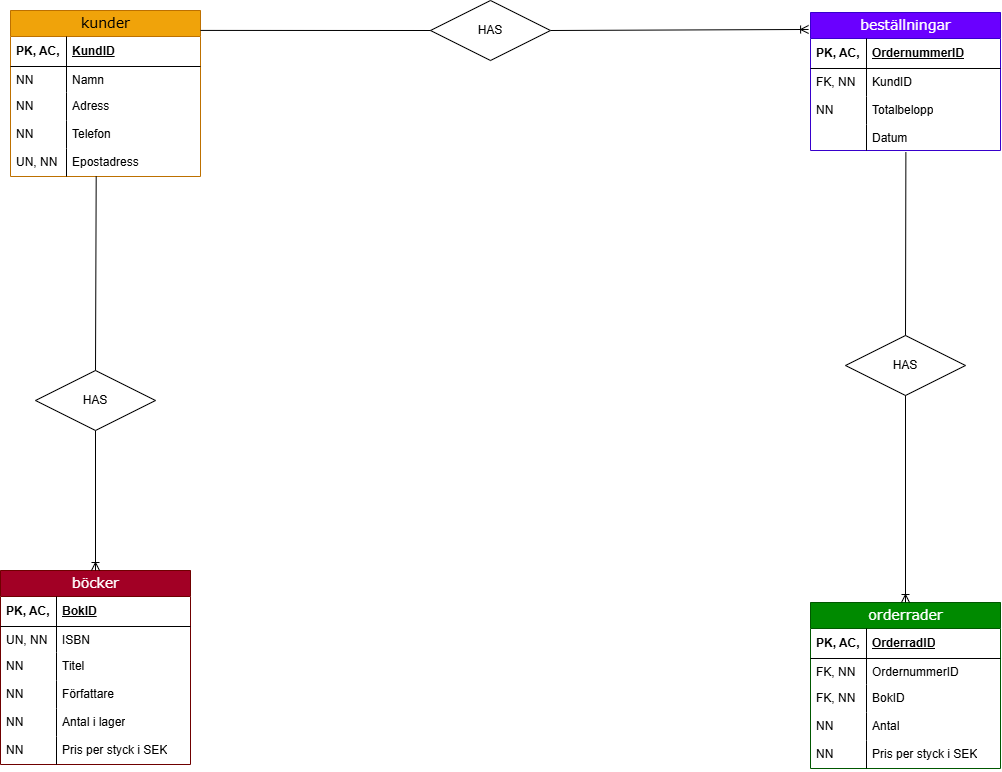 kunder
PK, AC, KundID
NN Namn
NN Adress
NN Telefon
UN, NN Epostadress
HAS
beställningar
PK, AC, OrdernummerID
FK, NN KundID
NN Totalbelopp
Datum
HAS
HAS
böcker
PK, AC, BokID
UN, NN ISBN
NN Titel
NN Författare
NN Antal i lager
NN Pris per styck i SEK
orderrader
PK, AC, OrderradID
FK, NN OrdernummerID
FK, NN BokID
NN Antal
NN Pris per styck i SEK